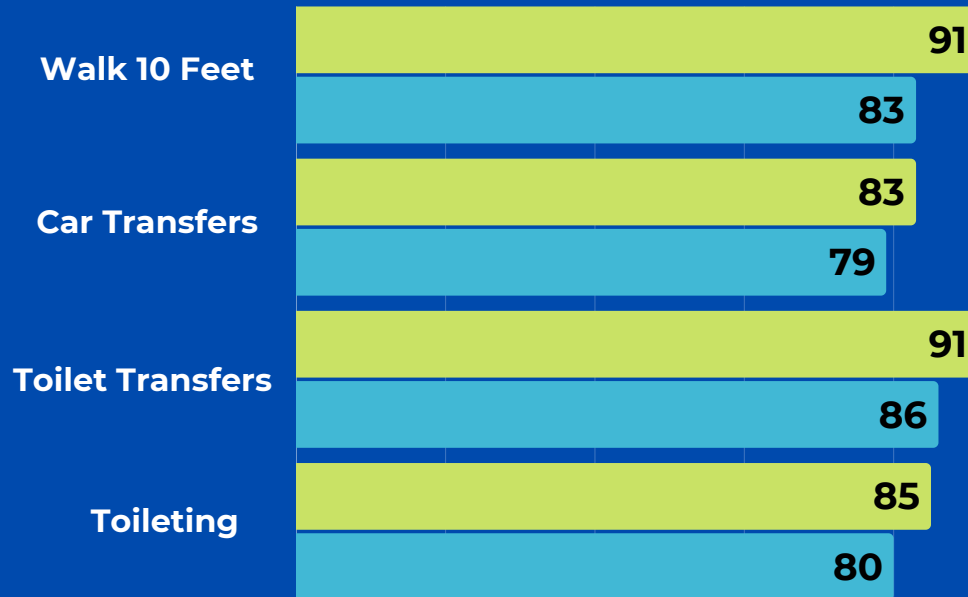 Walk 10 Feet
91
83
Car Transfers
83
79
Toilet Transfers
91
86
Toileting
85
80